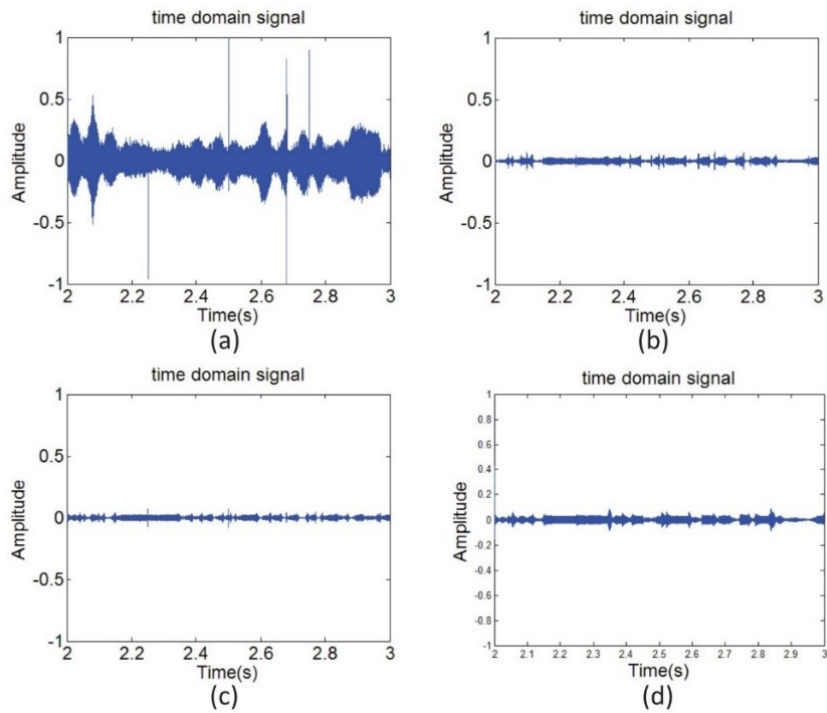 time domain signal
1
0.5
0
-0.5
-1
Amplitude
2 2.2 2.4 2.6 2.8 3
Time(s)
(a)
time domain signal
1
0.5
0
-0.5
-1
Amplitude
2 2.2 2.4 2.6 2.8 3
Time(s)
(b)
time domain signal
1
0.5
0
-0.5
-1
Amplitude
2 2.2 2.4 2.6 2.8 3
Time(s)
(c)
time domain signal
1
0.8
0.6
0.4
0.2
0
-0.2
-0.4
-0.6
-0.8
-1
Amplitude
2 2.1 2.2 2.3 2.4 2.5 2.6 2.7 2.8 2.9 3
Time(s)
(d)